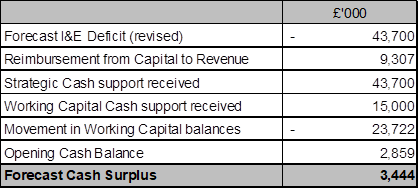 £'000
Forecast I&E Deficit (revised) - 43,700
Reimbursement from Capital to Revenue 9,307
Strategic Cash support received 43,700
Working Capital Cash support received 15,000
Movement in Working Capital balances - 23,722
Opening Cash Balance 2,859
Forecast Cash Surplus 3,444